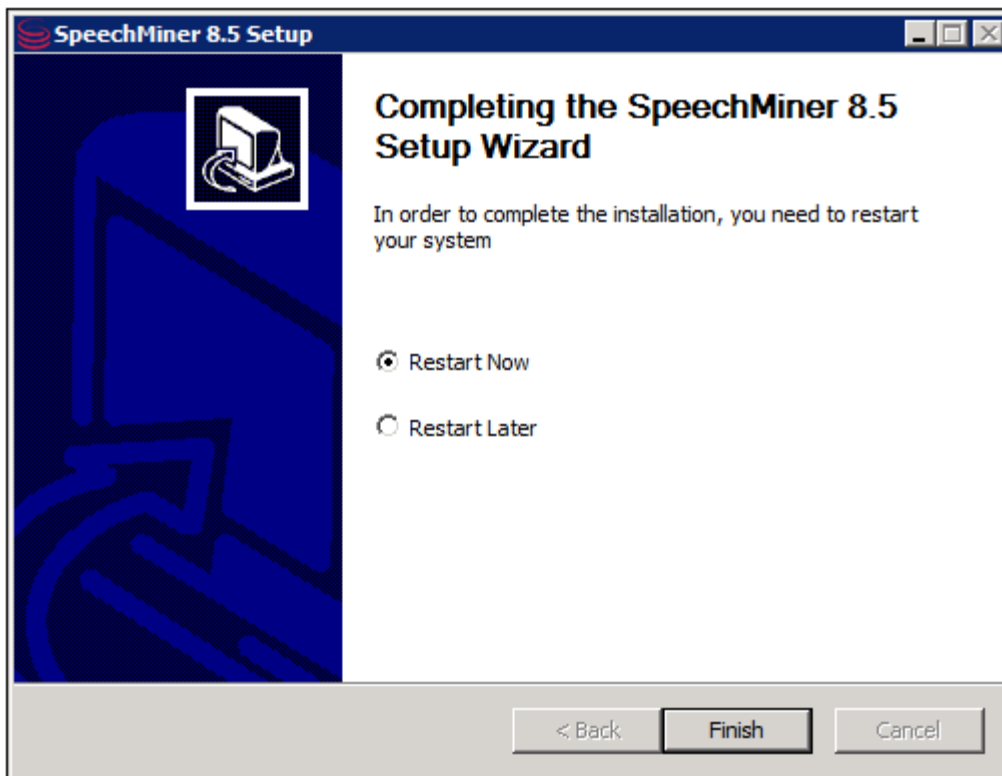 SpeechMiner 8.5 Setup
Completing the SpeechMiner 8.5
Setup Wizard
In order to complete the installation, you need to restart
your system
Restart Now
Restart Later
< Back
Finish
Cancel